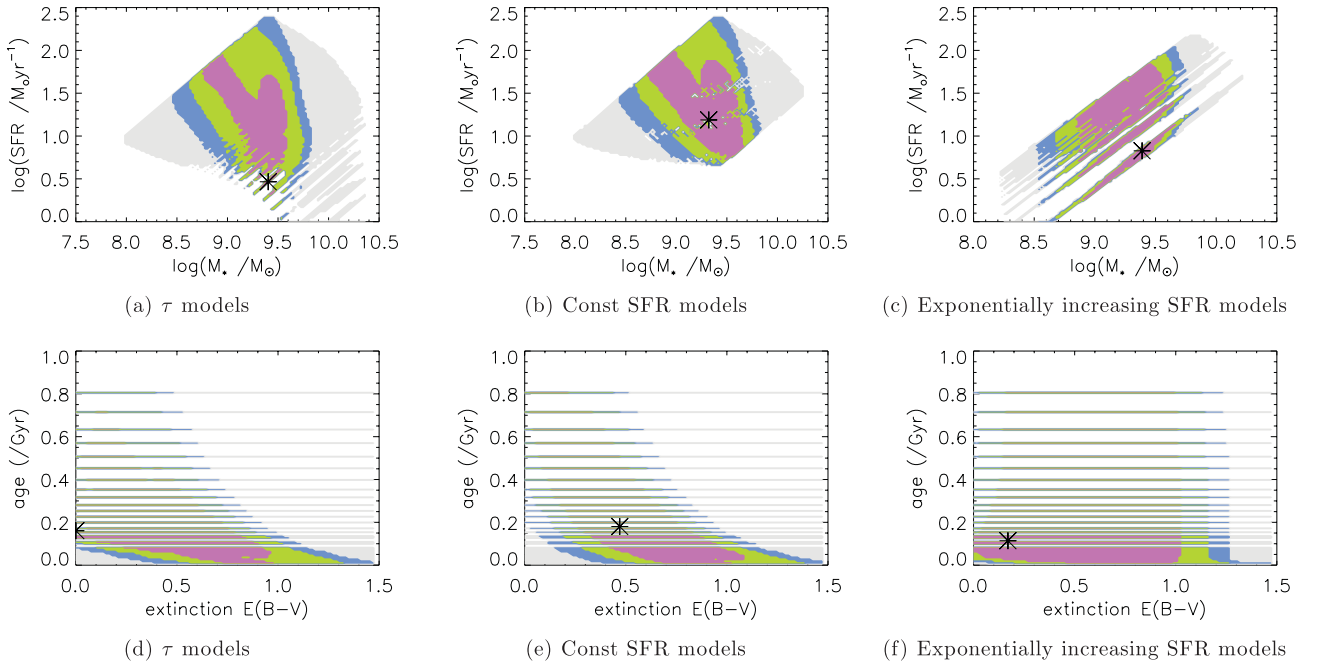 log(SFR /M⊙yr⁻¹)
2.5
2.0
1.5
1.0
0.5
0.0
7.5 8.0 8.5 9.0 9.5 10.0 10.5
log(M* /M⊙)
(a) τ models
log(SFR /M⊙yr⁻¹)
2.5
2.0
1.5
1.0
0.5
0.0
7.5 8.0 8.5 9.0 9.5 10.0 10.5
log(M* /M⊙)
(b) Const SFR models
log(SFR /M⊙yr⁻¹)
2.5
2.0
1.5
1.0
0.5
0.0
8.0 8.5 9.0 9.5 10.0 10.5
log(M* /M⊙)
(c) Exponentially increasing SFR models
age (/Gyr)
1.0
0.8
0.6
0.4
0.2
0.0
0.0 0.5 1.0 1.5
extinction E(B−V)
(d) τ models
age (/Gyr)
1.0
0.8
0.6
0.4
0.2
0.0
0.0 0.5 1.0 1.5
extinction E(B−V)
(e) Const SFR models
age (/Gyr)
1.0
0.8
0.6
0.4
0.2
0.0
0.0 0.5 1.0 1.5
extinction E(B−V)
(f) Exponentially increasing SFR models